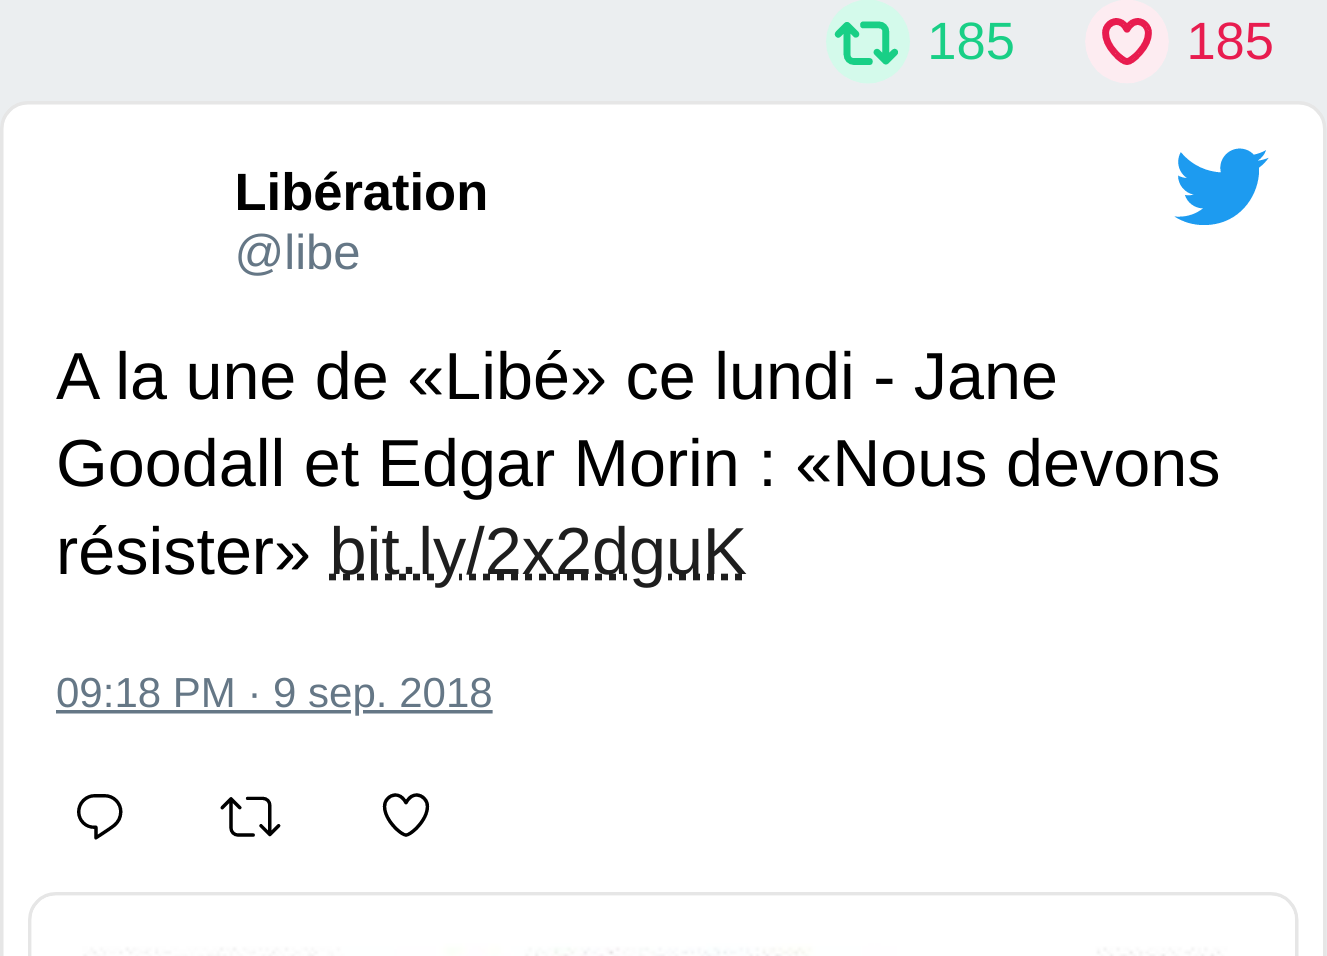 185 185
Libération
@libe
A la une de «Libé» ce lundi - Jane
Goodall et Edgar Morin : «Nous devons
résister» bit.ly/2x2dguK
09:18 PM · 9 sep. 2018